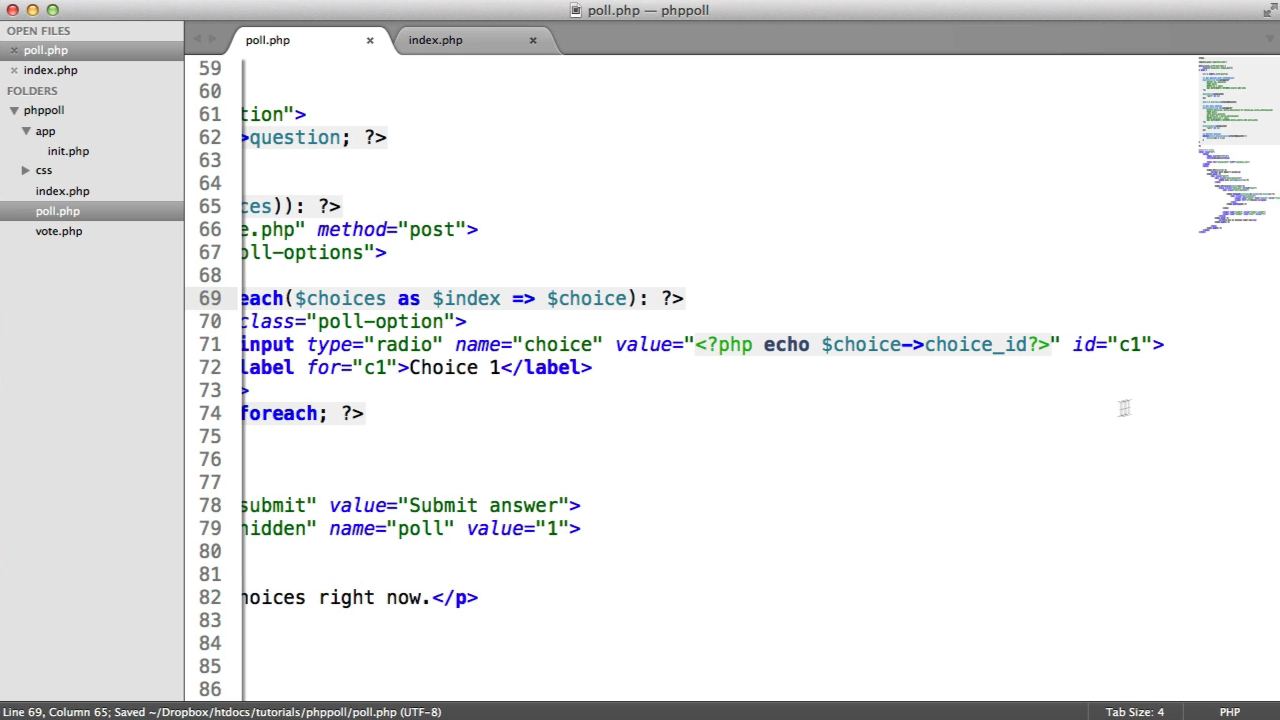 poll.php — phppoll
OPEN FILES
× poll.php
× index.php
FOLDERS
phppoll
app
init.php
css
index.php
poll.php
vote.php
poll.php ×
index.php ×
59
60
61 tion">
62 >question; ?>
63
64
65 ces)): ?>
66 e.php" method="post">
67 oll-options">
68
69 each($choices as $index => $choice): ?>
70 class="poll-option">
71 input type="radio" name="choice" value="<?php echo $choice->choice_id?>" id="c1">
72 label for="c1">Choice 1</label>
73 >
74 foreach; ?>
75
76
77
78 submit" value="Submit answer">
79 hidden" name="poll" value="1">
80
81
82 hoices right now.</p>
83
84
85
86
Line 69, Column 65; Saved ~/Dropbox/htdocs/tutorials/phppoll/poll.php (UTF-8)
Tab Size: 4
PHP